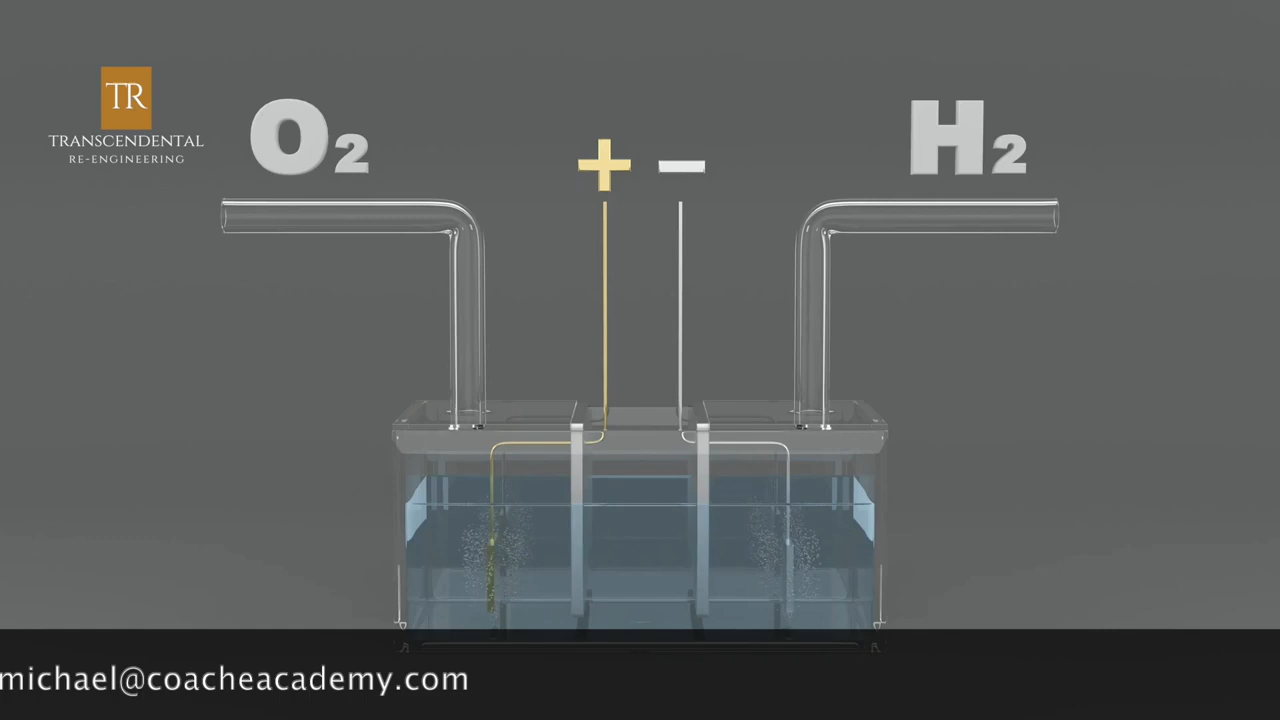 TR
TRANSCENDENTAL
RE-ENGINEERING
O2
+ −
H2
michael@coacheacademy.com